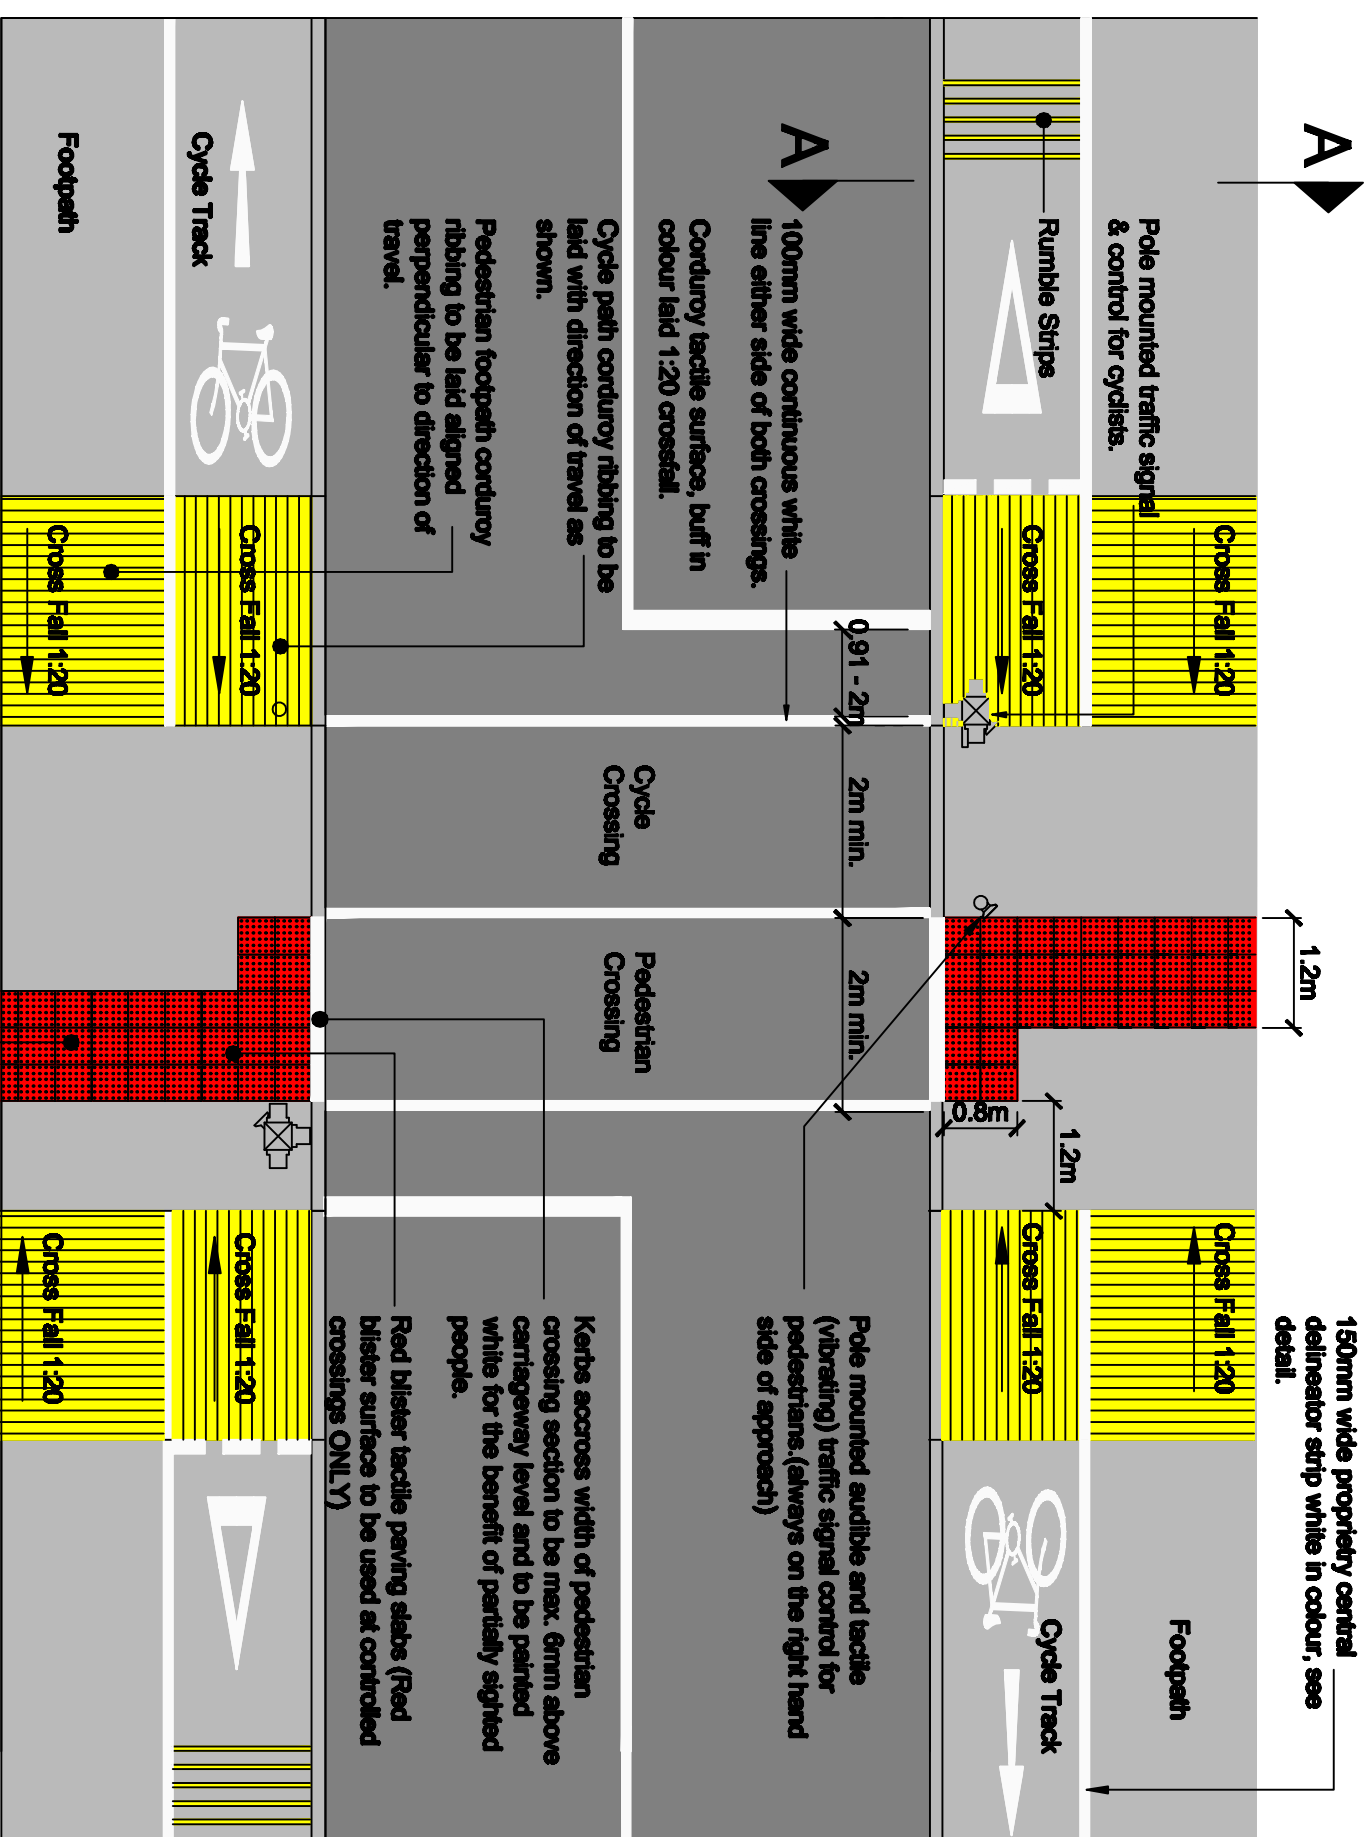 A
A
Pole mounted traffic signal
& control for cyclists.
Rumble Strips
100mm wide continuous white
line either side of both crossings.
Corduroy tactile surface, buff in
colour laid 1:20 crossfall.
Cycle path corduroy ribbing to be
laid with direction of travel as
shown.
Pedestrian footpath corduroy
ribbing to be laid aligned
perpendicular to direction of
travel.
Cycle Track
Footpath
Cross Fall 1:20
Cross Fall 1:20
Cross Fall 1:20
Cross Fall 1:20
0.91 - 2m
2m min.
2m min.
Cycle
Crossing
Pedestrian
Crossing
1.2m
0.8m
1.2m
Cross Fall 1:20
Cross Fall 1:20
Cross Fall 1:20
Cross Fall 1:20
150mm wide proprietry central
delineator strip white in colour, see
detail.
Footpath
Cycle Track
Pole mounted audible and tactile
(vibrating) traffic signal control for
pedestrians.(always on the right hand
side of approach)
Kerbs accross width of pedestrian
crossing section to be max. 6mm above
carriageway level and to be painted
white for the benefit of partially sighted
people.
Red blister tactile paving slabs (Red
blister surface to be used at controlled
crossings ONLY)